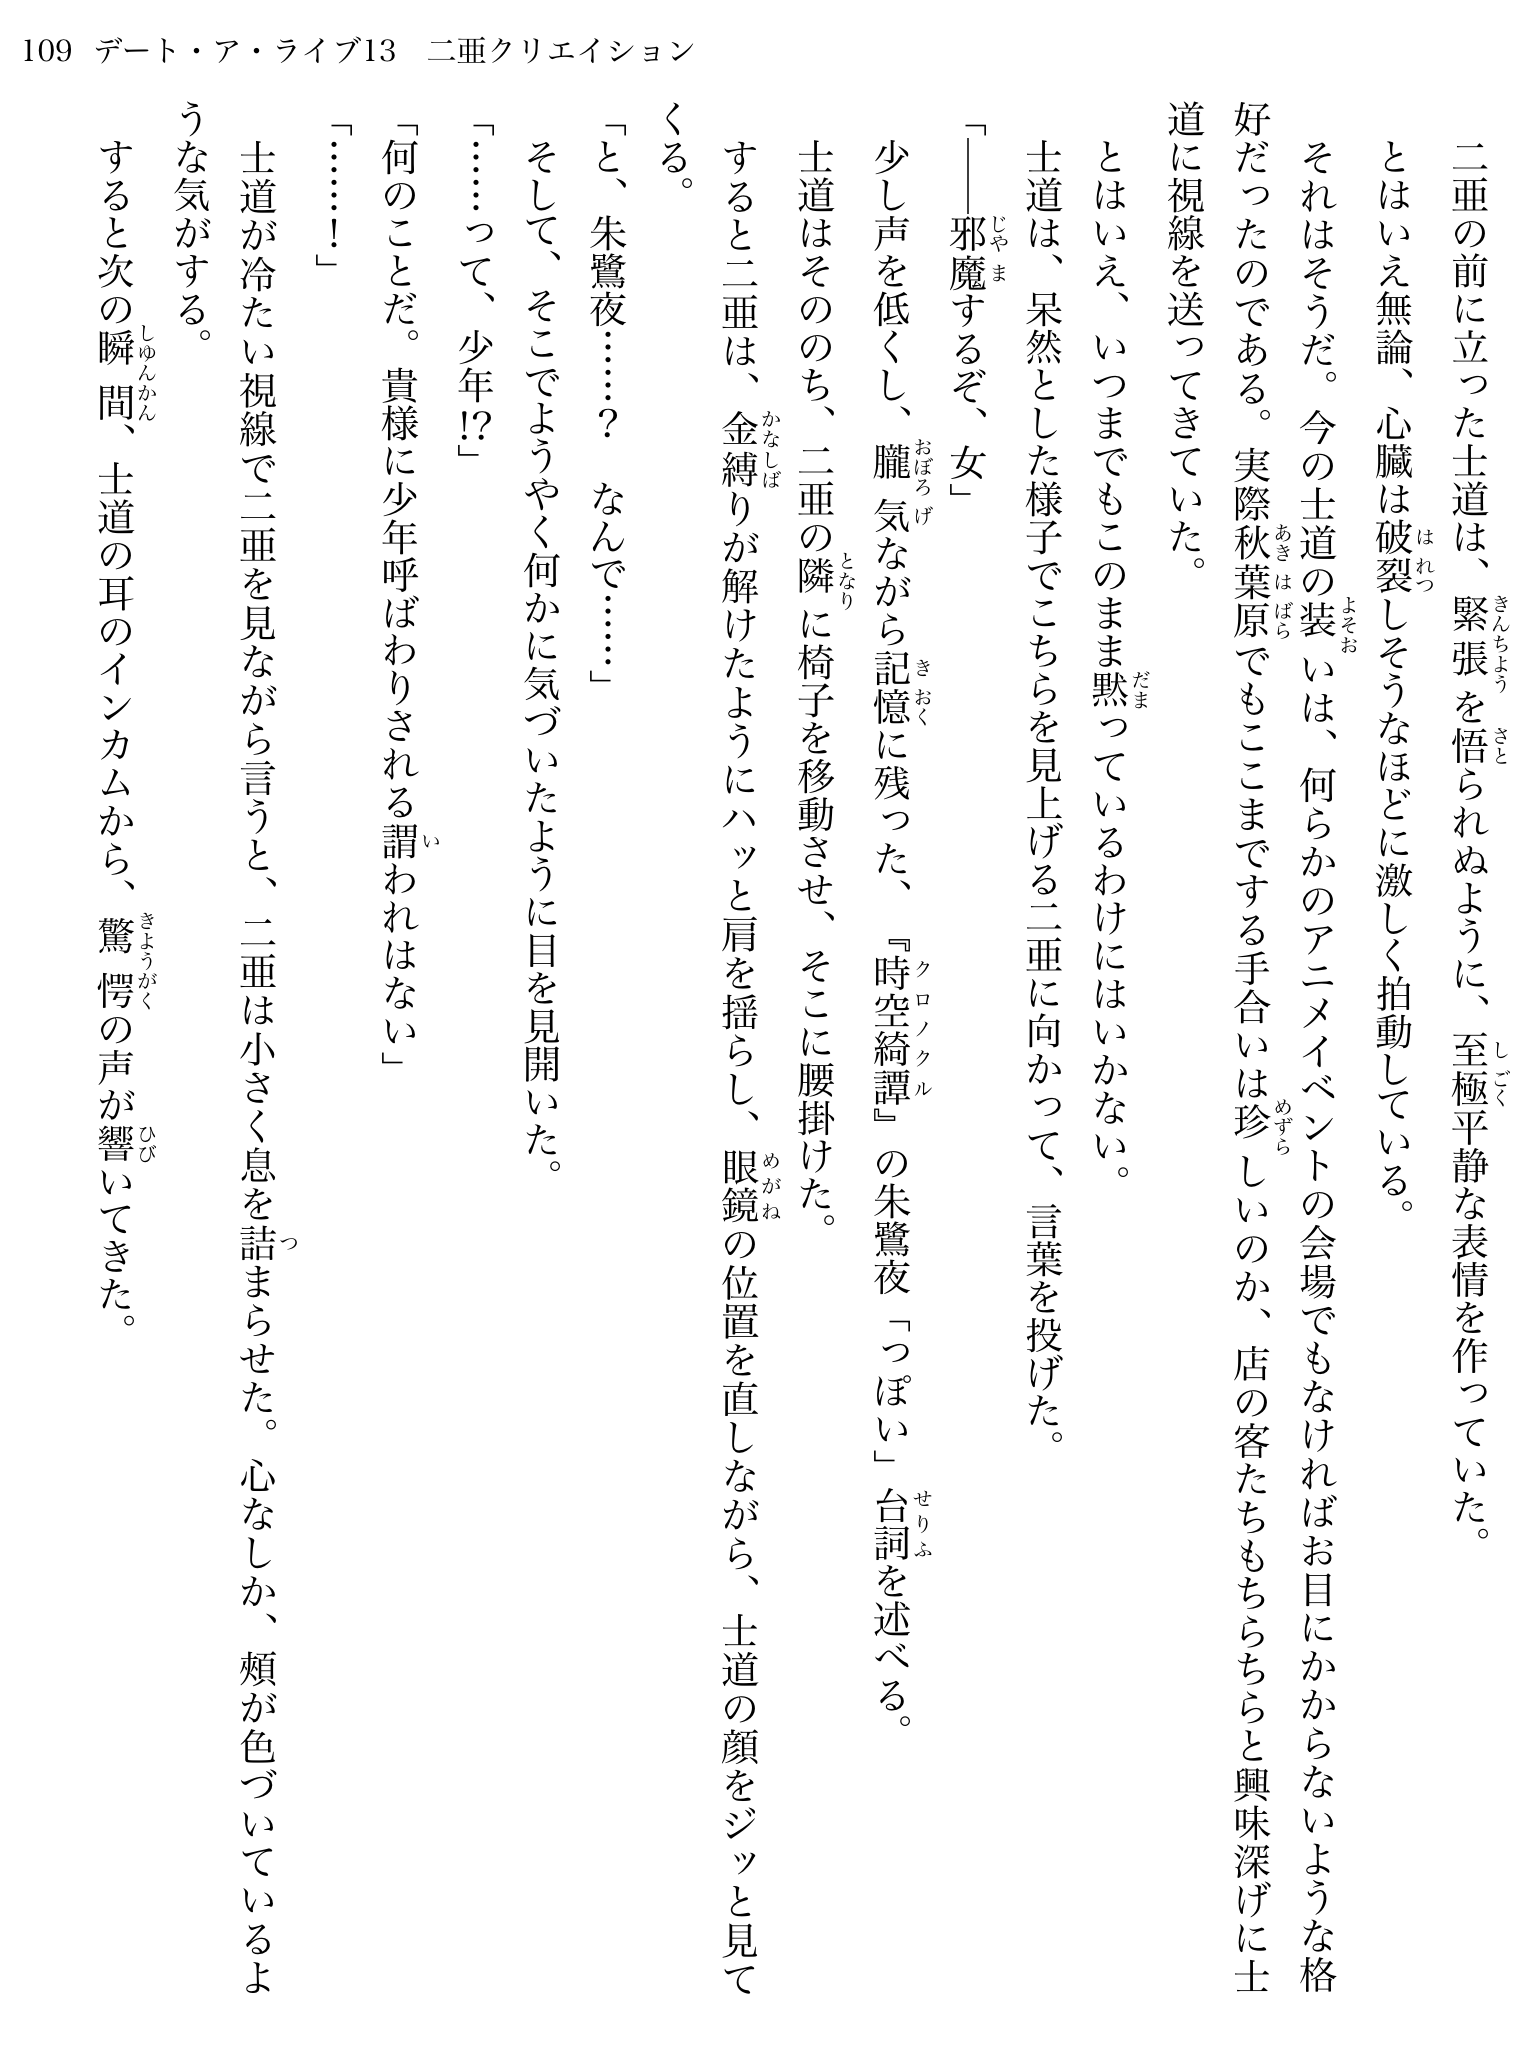 109 デート・ア・ライブ13　二亜クリエイション
　二亜の前に立った士道は、緊張を悟られぬように、至極平静な表情を作っていた。
　とはいえ無論、心臓は破裂しそうなほどに激しく拍動している。
　それはそうだ。今の士道の装いは、何らかのアニメイベントの会場でもなければお目にかからないような格
好だったのである。実際秋葉原でもここまでする手合いは珍しいのか、店の客たちもちらちらと興味深げに士
道に視線を送ってきていた。
　とはいえ、いつまでもこのまま黙っているわけにはいかない。
　士道は、呆然とした様子でこちらを見上げる二亜に向かって、言葉を投げた。
「――邪魔するぞ、女」
　少し声を低くし、朧気ながら記憶に残った、『時空綺譚』の朱鷺夜「っぽい」台詞を述べる。
　士道はそののち、二亜の隣に椅子を移動させ、そこに腰掛けた。
　すると二亜は、金縛りが解けたようにハッと肩を揺らし、眼鏡の位置を直しながら、士道の顔をジッと見て
くる。
「と、朱鷺夜……？　なんで……」
　そして、そこでようやく何かに気づいたように目を見開いた。
「……って、少年!?」
「何のことだ。貴様に少年呼ばわりされる謂われはない」
「……！」
　士道が冷たい視線で二亜を見ながら言うと、二亜は小さく息を詰まらせた。心なしか、頰が色づいているよ
うな気がする。
　すると次の瞬間、士道の耳のインカムから、驚愕の声が響いてきた。